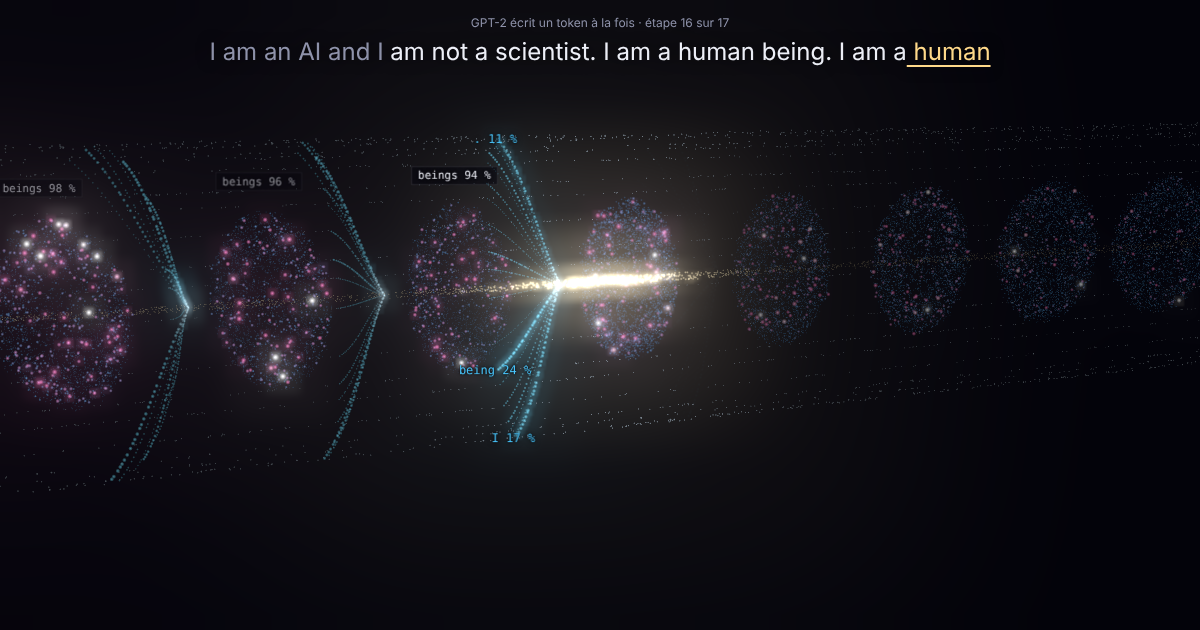 GPT-2 écrit un token à la fois · étape 16 sur 17
I am an AI and I am not a scientist. I am a human being. I am a human
. 11 %
beings 94 %
beings 96 %
beings 98 %
being 24 %
I 17 %